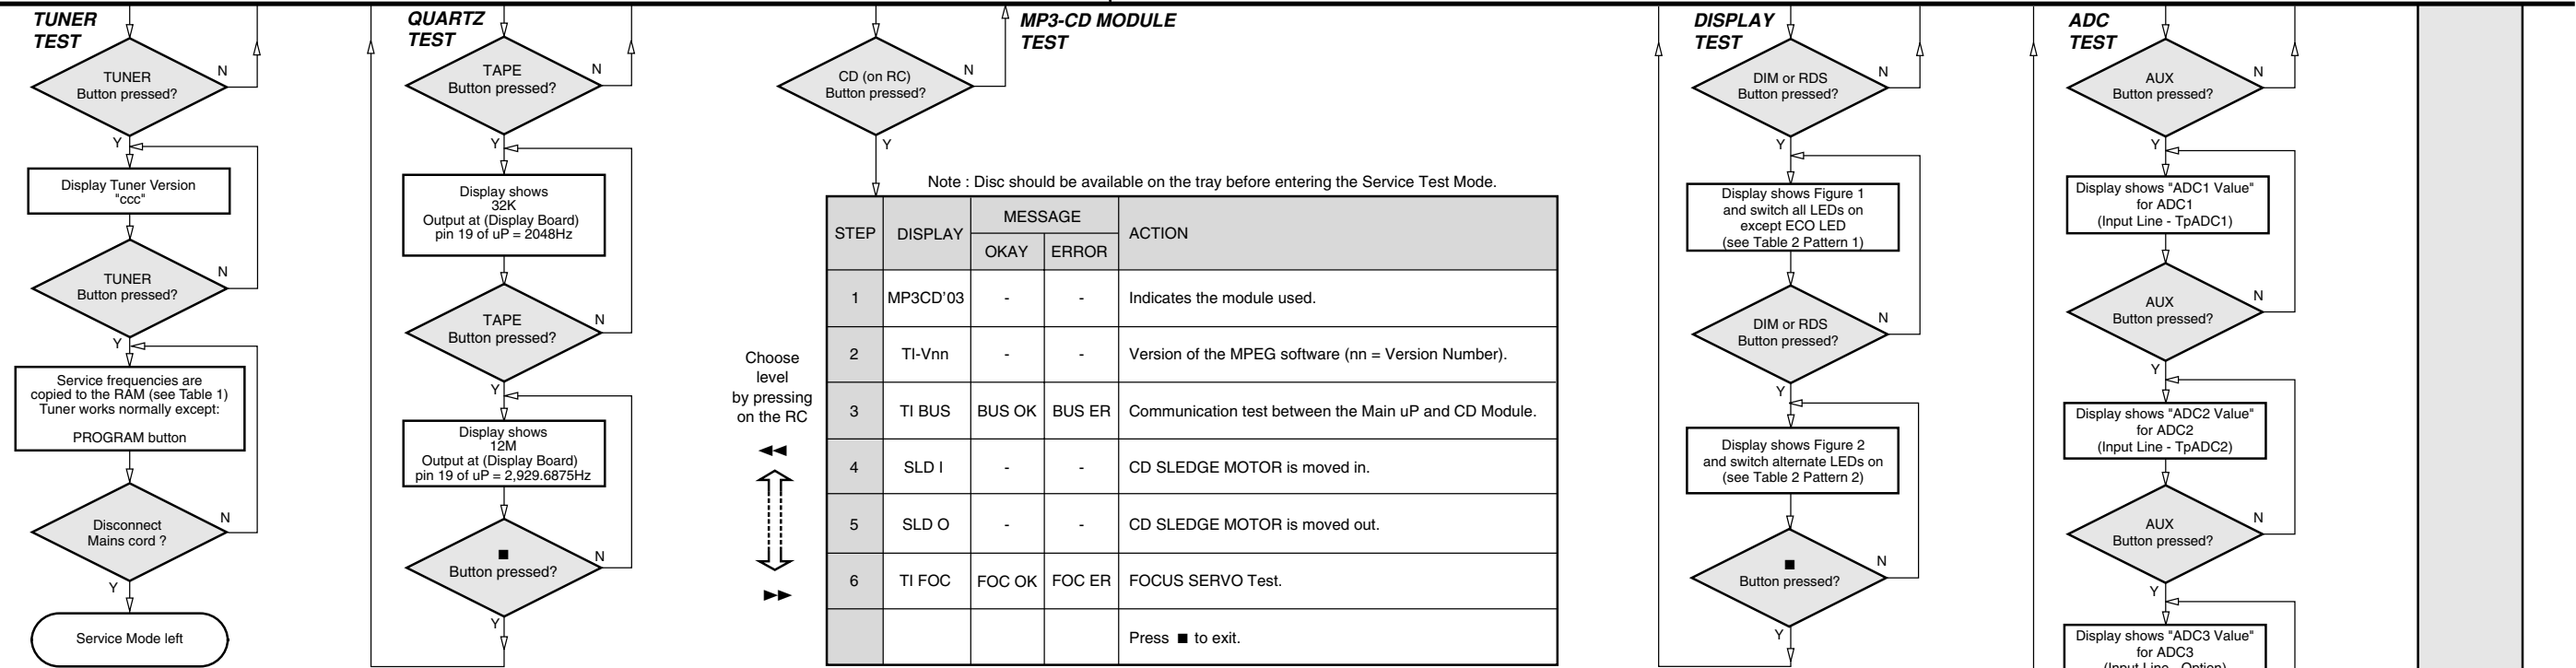 TUNER
TEST
TUNER
Button pressed?
N
Y
Display Tuner Version
"ccc"
TUNER
Button pressed?
N
Y
Service frequencies are
copied to the RAM (see Table 1)
Tuner works normally except:
PROGRAM button
Disconnect
Mains cord ?
N
Y
Service Mode left
QUARTZ
TEST
TAPE
Button pressed?
N
Y
Display shows
32K
Output at (Display Board)
pin 19 of uP = 2048Hz
TAPE
Button pressed?
N
Y
Display shows
12M
Output at (Display Board)
pin 19 of uP = 2,929.6875Hz
■
Button pressed?
N
Y
MP3-CD MODULE
TEST
CD (on RC)
Button pressed?
N
Y
Note : Disc should be available on the tray before entering the Service Test Mode.
Choose
level
by pressing
on the RC
◄◄
►►
STEP DISPLAY MESSAGE ACTION
OKAY ERROR
1 MP3CD'03 - - Indicates the module used.
2 TI-Vnn - - Version of the MPEG software (nn = Version Number).
3 TI BUS BUS OK BUS ER Communication test between the Main uP and CD Module.
4 SLD I - - CD SLEDGE MOTOR is moved in.
5 SLD O - - CD SLEDGE MOTOR is moved out.
6 TI FOC FOC OK FOC ER FOCUS SERVO Test.
Press ■ to exit.
DISPLAY
TEST
DIM or RDS
Button pressed?
N
Y
Display shows Figure 1
and switch all LEDs on
except ECO LED
(see Table 2 Pattern 1)
DIM or RDS
Button pressed?
N
Y
Display shows Figure 2
and switch alternate LEDs on
(see Table 2 Pattern 2)
■
Button pressed?
N
Y
ADC
TEST
AUX
Button pressed?
N
Y
Display shows "ADC1 Value"
for ADC1
(Input Line - TpADC1)
AUX
Button pressed?
N
Y
Display shows "ADC2 Value"
for ADC2
(Input Line - TpADC2)
AUX
Button pressed?
N
Y
Display shows "ADC3 Value"
for ADC3
(Input Line - Option)